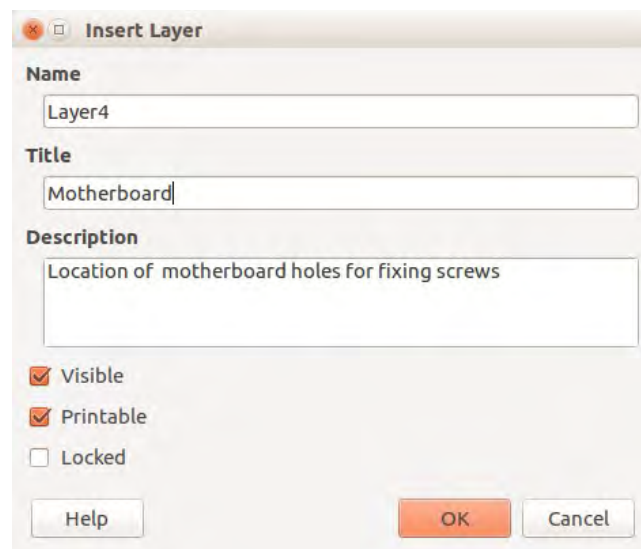 Insert Layer
Name
Layer4
Title
Motherboard
Description
Location of motherboard holes for fixing screws
Visible
Printable
Locked
Help OK Cancel